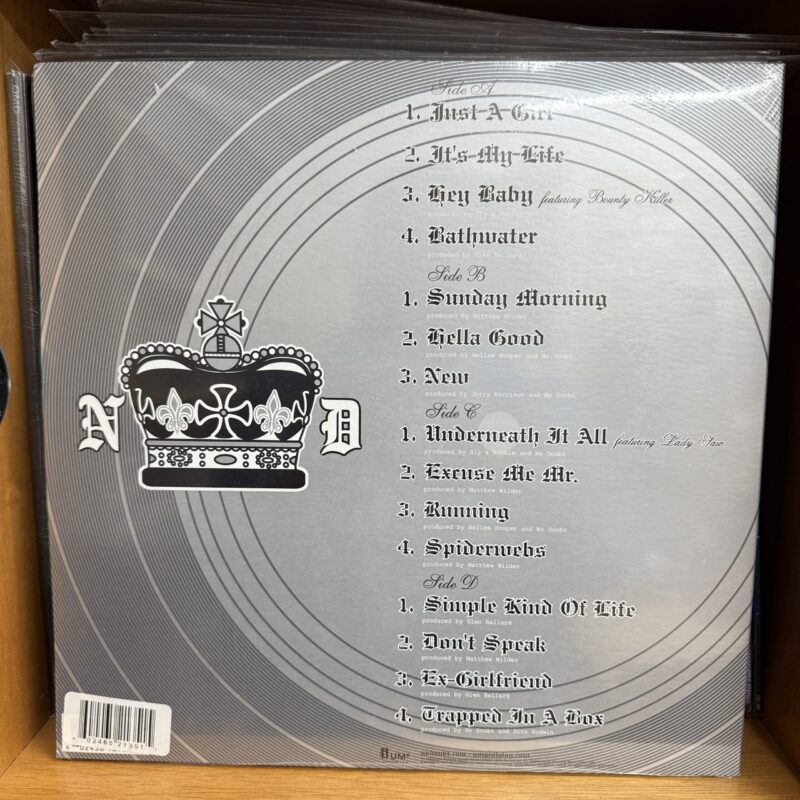 Side A
1. Just A Girl
2. It's My Life
3. Hey Baby featuring Bounty Killer
4. Bathwater
produced by Glen Ballard
Side B
1. Sunday Morning
produced by Matthew Wilder
2. Hella Good
produced by Nellee Hooper and No Doubt
3. New
produced by Jerry Harrison and No Doubt
Side C
1. Underneath It All featuring Lady Saw
produced by Sly & Robbie and No Doubt
2. Excuse Me Mr.
produced by Matthew Wilder
3. Running
produced by Nellee Hooper and No Doubt
4. Spiderwebs
produced by Matthew Wilder
Side D
1. Simple Kind Of Life
produced by Glen Ballard
2. Don't Speak
produced by Matthew Wilder
3. Ex-Girlfriend
produced by Glen Ballard
4. Trapped In A Box
produced by No Doubt and Dito Godwin
N D
UMe